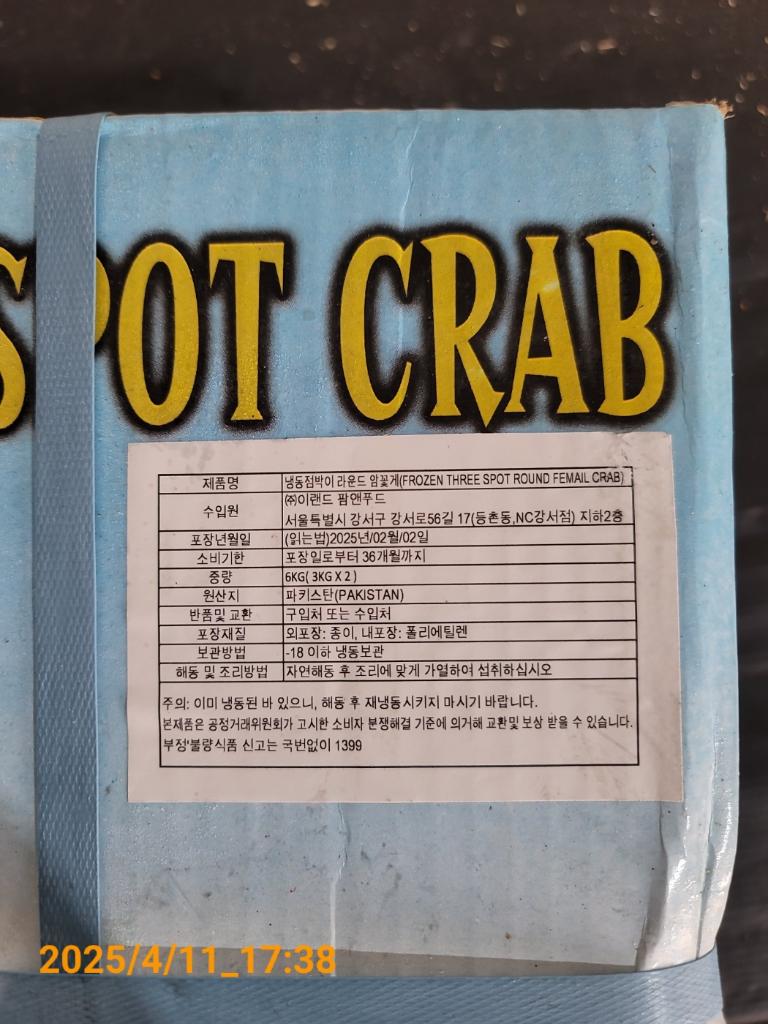 SPOT CRAB
제품명 냉동점박이 라운드 암꽃게(FROZEN THREE SPOT ROUND FEMAIL CRAB)
수입원 ㈜이랜드 팜앤푸드
서울특별시 강서구 강서로56길 17(등촌동,NC강서점) 지하2층
포장년월일 (읽는법)2025년/02월/02일
소비기한 포장일로부터 36개월까지
중량 6KG( 3KG X 2 )
원산지 파키스탄(PAKISTAN)
반품및 교환 구입처 또는 수입처
포장재질 외포장: 종이, 내포장: 폴리에틸렌
보관방법 -18 이하 냉동보관
해동 및 조리방법 자연해동 후 조리에 맞게 가열하여 섭취하십시오
주의: 이미 냉동된 바 있으니, 해동 후 재냉동시키지 마시기 바랍니다.
본제품은 공정거래위원회가 고시한 소비자 분쟁해결 기준에 의거해 교환및 보상 받을 수 있습니다.
부정'불량식품 신고는 국번없이 1399
2025/4/11_17:38